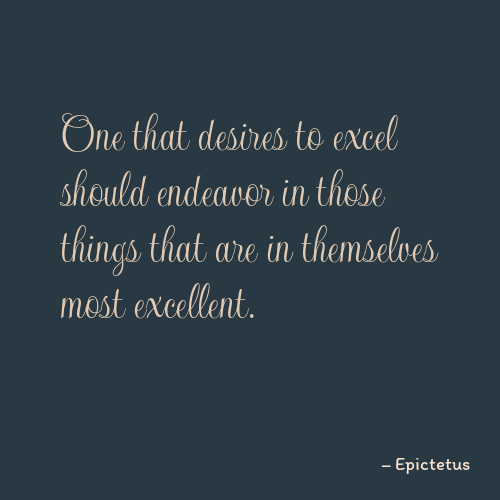 One that desires to excel
should endeavor in those
things that are in themselves
most excellent.
– Epictetus